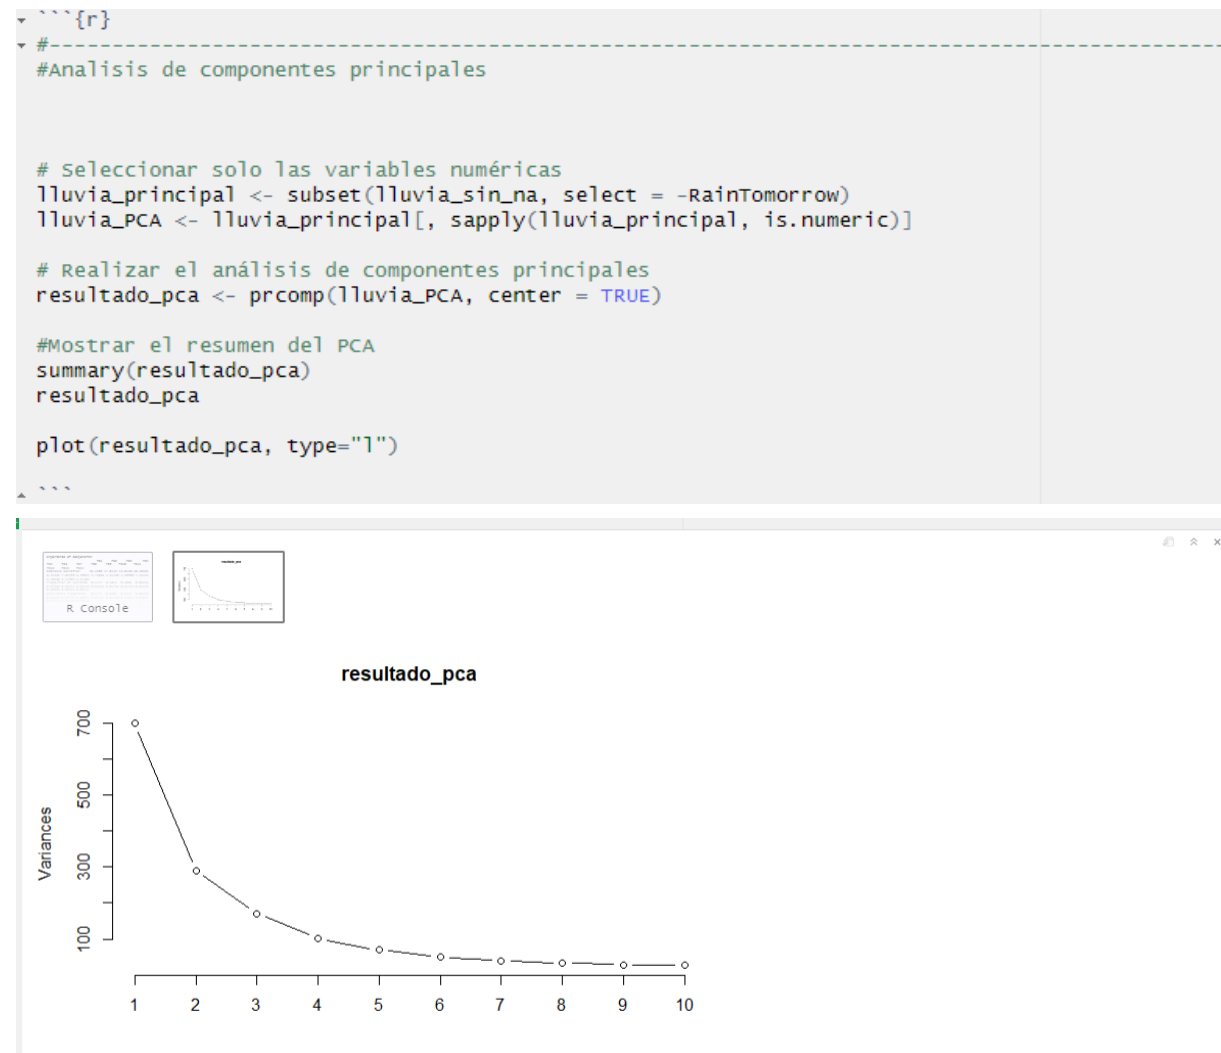 ```{r}
#----------------------------------------------------------------------------------------------
#Analisis de componentes principales
# Seleccionar solo las variables numéricas
lluvia_principal <- subset(lluvia_sin_na, select = -RainTomorrow)
lluvia_PCA <- lluvia_principal[, sapply(lluvia_principal, is.numeric)]
# Realizar el análisis de componentes principales
resultado_pca <- prcomp(lluvia_PCA, center = TRUE)
#Mostrar el resumen del PCA
summary(resultado_pca)
resultado_pca
plot(resultado_pca, type="l")
```
R Console
resultado_pca
Variances
700
500
300
100
1 2 3 4 5 6 7 8 9 10